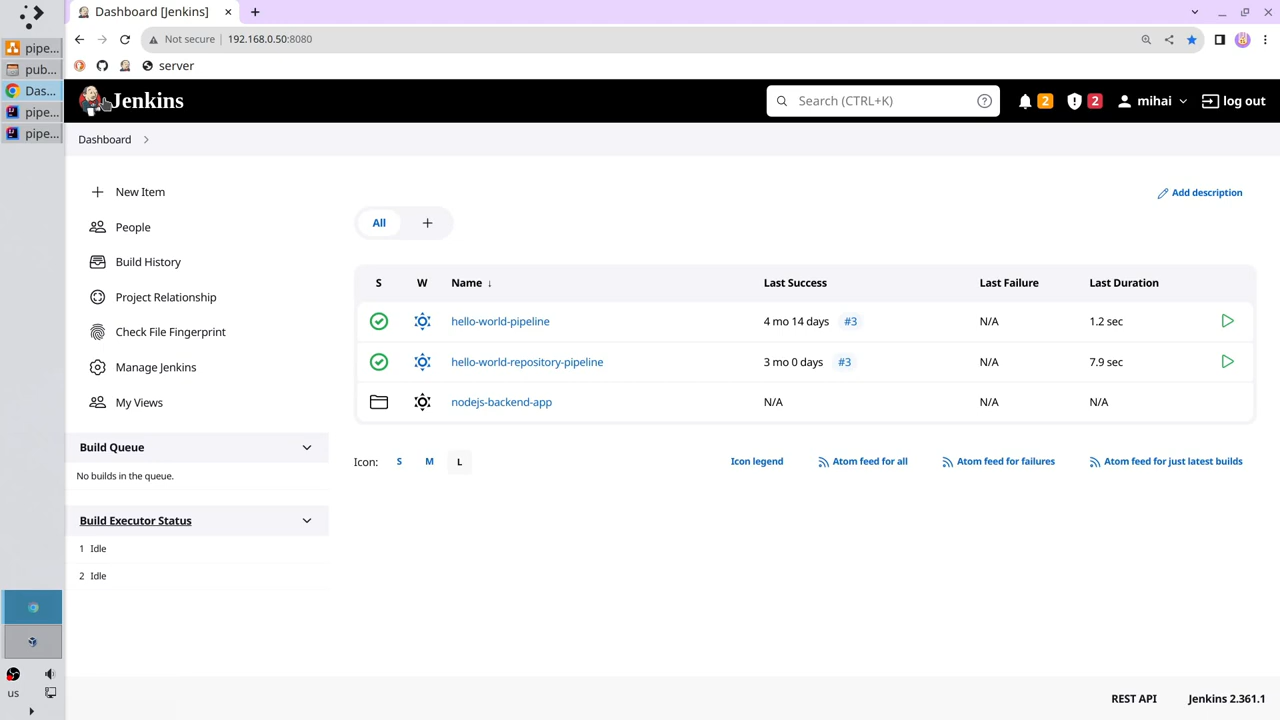 Dashboard [Jenkins]
Not secure 192.168.0.50:8080
server
pipe...
pub...
Das...
pipe...
pipe...
us
Jenkins
Search (CTRL+K)
2
2
mihai
log out
Dashboard
New Item
People
Build History
Project Relationship
Check File Fingerprint
Manage Jenkins
My Views
Build Queue
No builds in the queue.
Build Executor Status
1 Idle
2 Idle
Add description
All +
S W Name ↓ Last Success Last Failure Last Duration
hello-world-pipeline 4 mo 14 days #3 N/A 1.2 sec
hello-world-repository-pipeline 3 mo 0 days #3 N/A 7.9 sec
nodejs-backend-app N/A N/A N/A
Icon: S M L
Icon legend Atom feed for all Atom feed for failures Atom feed for just latest builds
REST API Jenkins 2.361.1